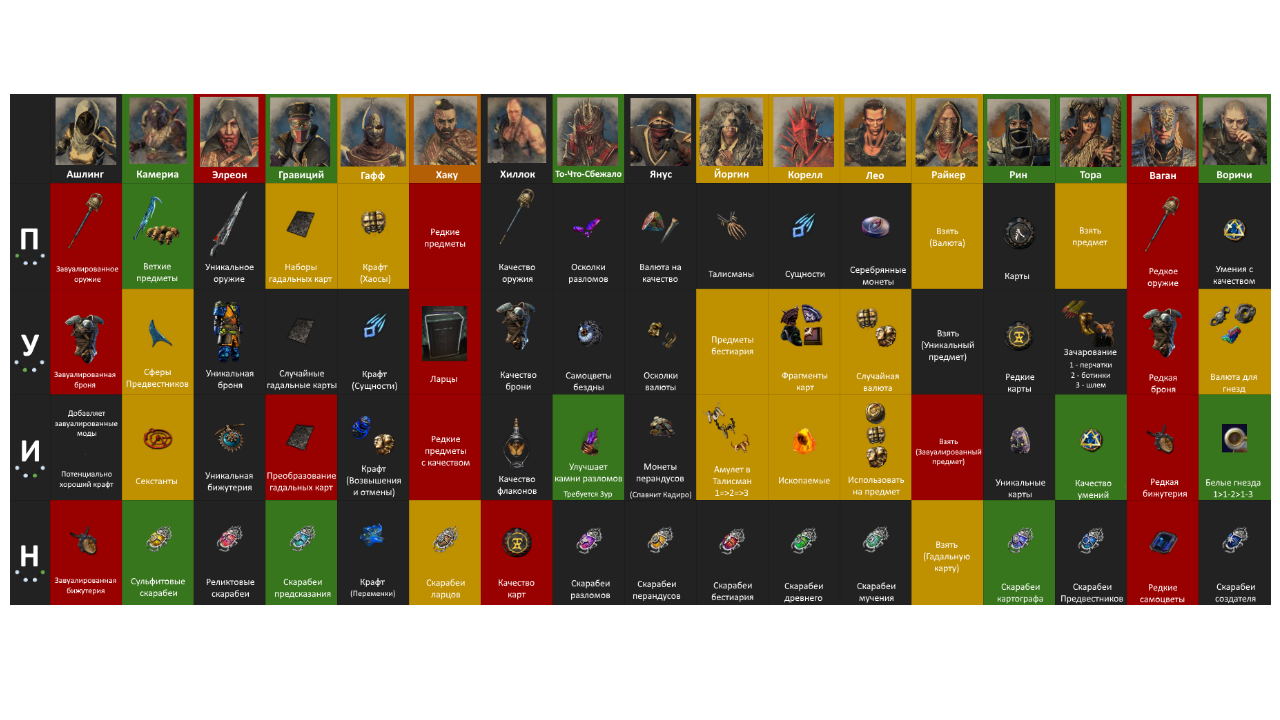 Ашлинг Камериа Элреон Гравиций Гафф Хаку Хиллок То-Что-Сбежало Янус Йоргин Корелл Лео Райкер Рин Тора Ваган Воричи
П
Завуалированное
оружие
Ветхие
предметы
Уникальное
оружие
Наборы
гадальных карт
Крафт
(Хаосы)
Редкие
предметы
Качество
оружия
Осколки
разломов
Валюта на
качество
Талисманы
Сущности
Серебрянные
монеты
Взять
(Валюта)
Карты
Взять
предмет
Редкое
оружие
Умения с
качеством
У
Завуалированная
броня
Сферы
Предвестников
Уникальная
броня
Случайные
гадальные карты
Крафт
(Сущности)
Ларцы
Качество
брони
Самоцветы
бездны
Осколки
валюты
Предметы
бестиария
Фрагменты
карт
Случайная
валюта
Взять
(Уникальный
предмет)
Редкие
карты
Зачарование
1 - перчатки
2 - ботинки
3 - шлем
Редкая
броня
Валюта для
гнезд
И
Добавляет
завуалированные
моды
Потенциально
хороший крафт
Секстанты
Уникальная
бижутерия
Преобразование
гадальных карт
Крафт
(Возвышения
и отмены)
Редкие
предметы
с качеством
Качество
флаконов
Улучшает
камни разломов
Требуется Зур
Монеты
перандусов
(Спавнит Кадиро)
Амулет в
Талисман
1=>2=>3
Ископаемые
Использовать
на предмет
Взять
(Завуалированный
предмет)
Уникальные
карты
Качество
умений
Редкая
бижутерия
Белые гнезда
1>1-2>1-3
Н
Завуалированная
бижутерия
Сульфитовые
скарабеи
Реликтовые
скарабеи
Скарабеи
предсказания
Крафт
(Переменки)
Скарабеи
ларцов
Качество
карт
Скарабеи
разломов
Скарабеи
перандусов
Скарабеи
бестиария
Скарабеи
древнего
Скарабеи
мучения
Взять
(Гадальную
карту)
Скарабеи
картографа
Скарабеи
Предвестников
Редкие
самоцветы
Скарабеи
создателя